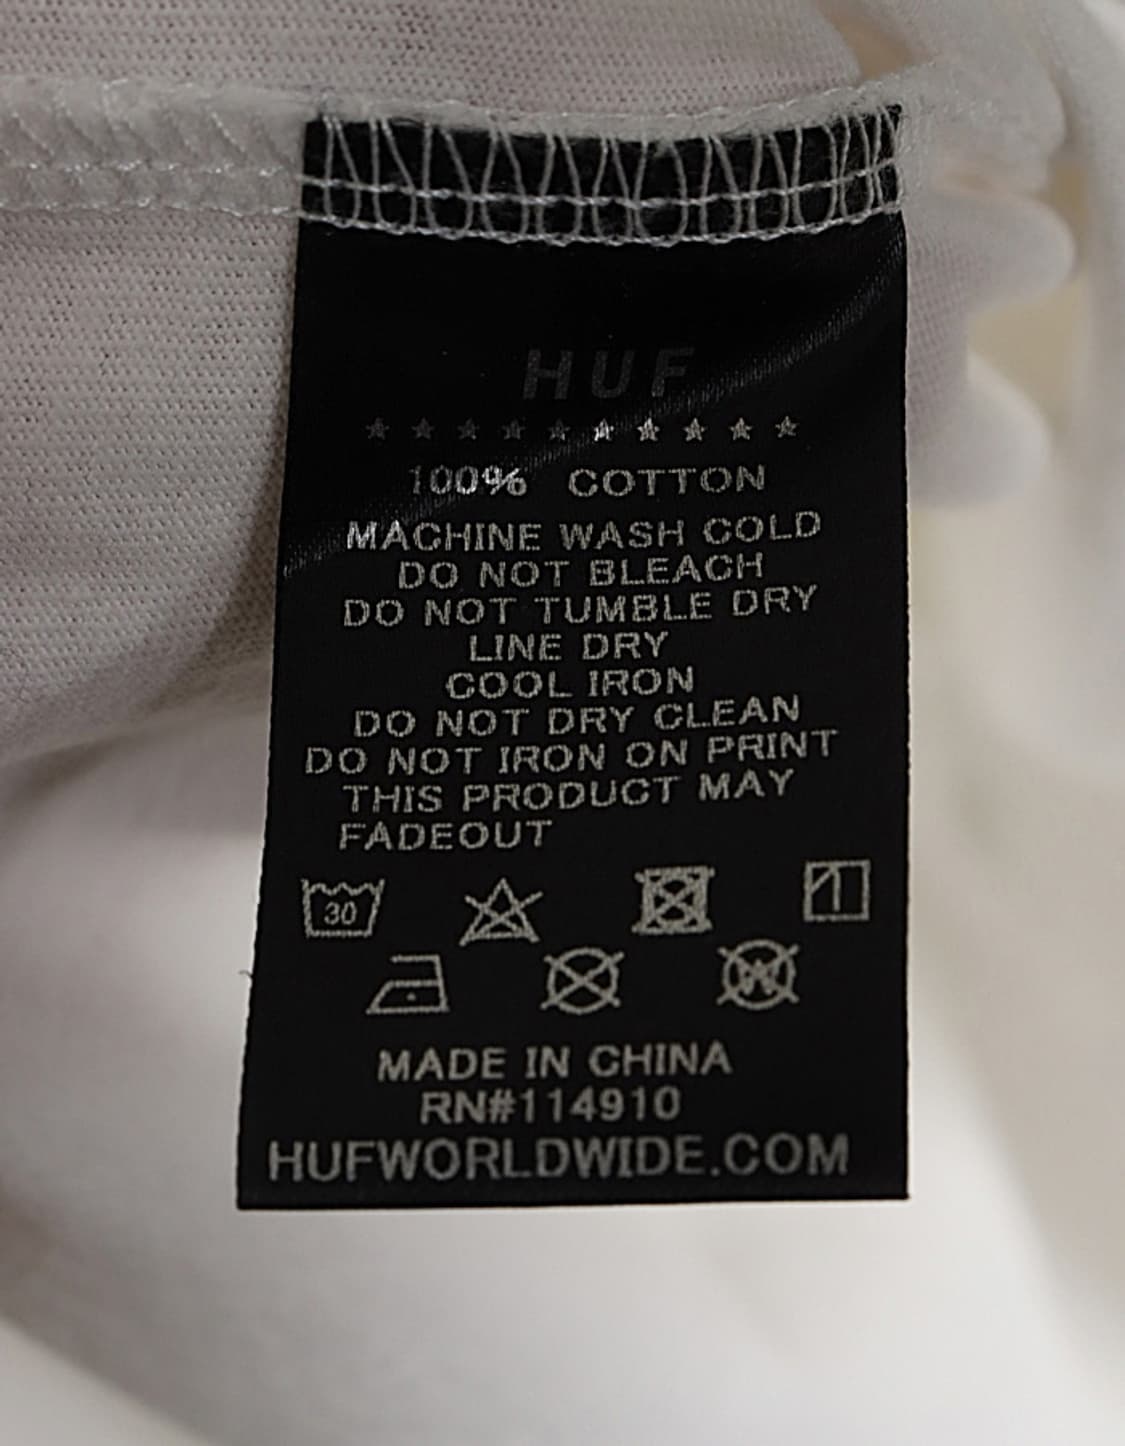 HUF
100% COTTON
MACHINE WASH COLD
DO NOT BLEACH
DO NOT TUMBLE DRY
LINE DRY
COOL IRON
DO NOT DRY CLEAN
DO NOT IRON ON PRINT
THIS PRODUCT MAY
FADEOUT
30
W
MADE IN CHINA
RN#114910
HUFWORLDWIDE.COM